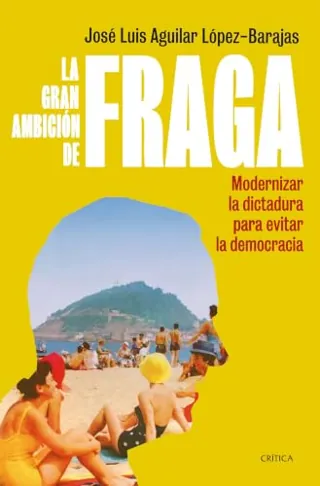 José Luis Aguilar López-Barajas
LA
GRAN
AMBICIÓN
DE
FRAGA
Modernizar
la dictadura
para evitar
la democracia
CRÍTICA